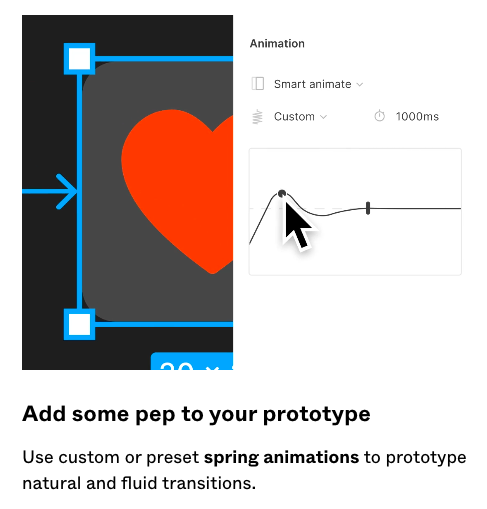 Animation
Smart animate
Custom
1000ms
Add some pep to your prototype
Use custom or preset spring animations to prototype
natural and fluid transitions.